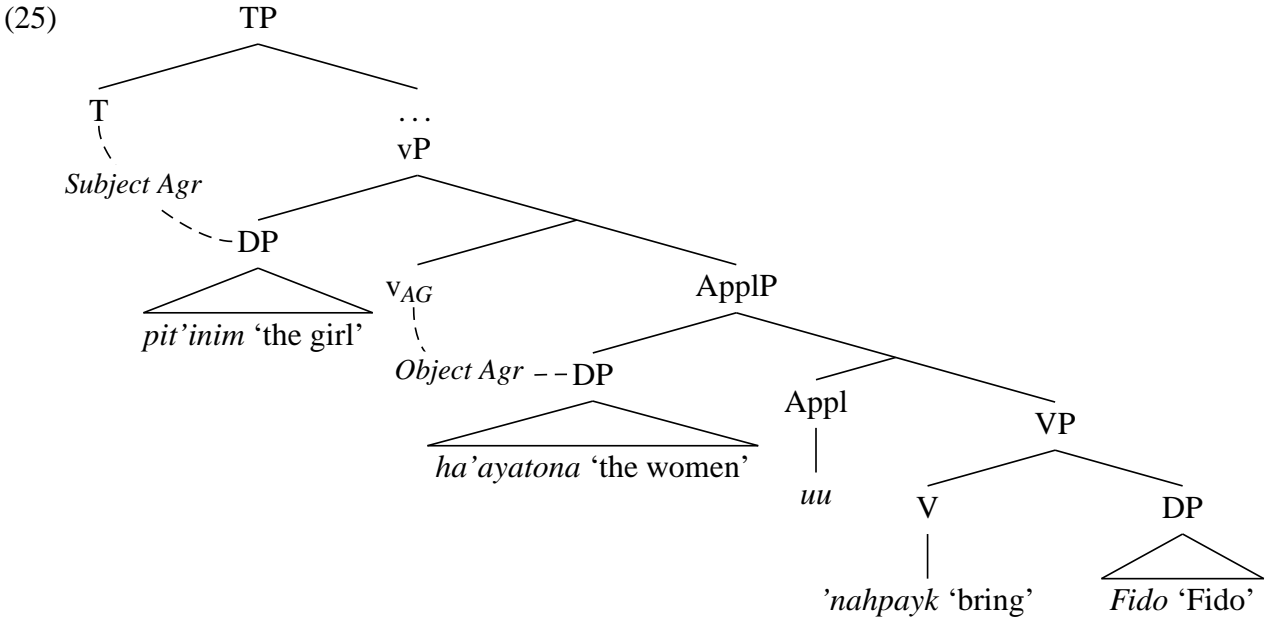 (25) TP
T …
vP
Subject Agr
DP
v_AG ApplP
pit'inim ‘the girl’
Object Agr DP
Appl VP
ha'ayatona ‘the women’
uu
V DP
'nahpayk ‘bring’ Fido ‘Fido’